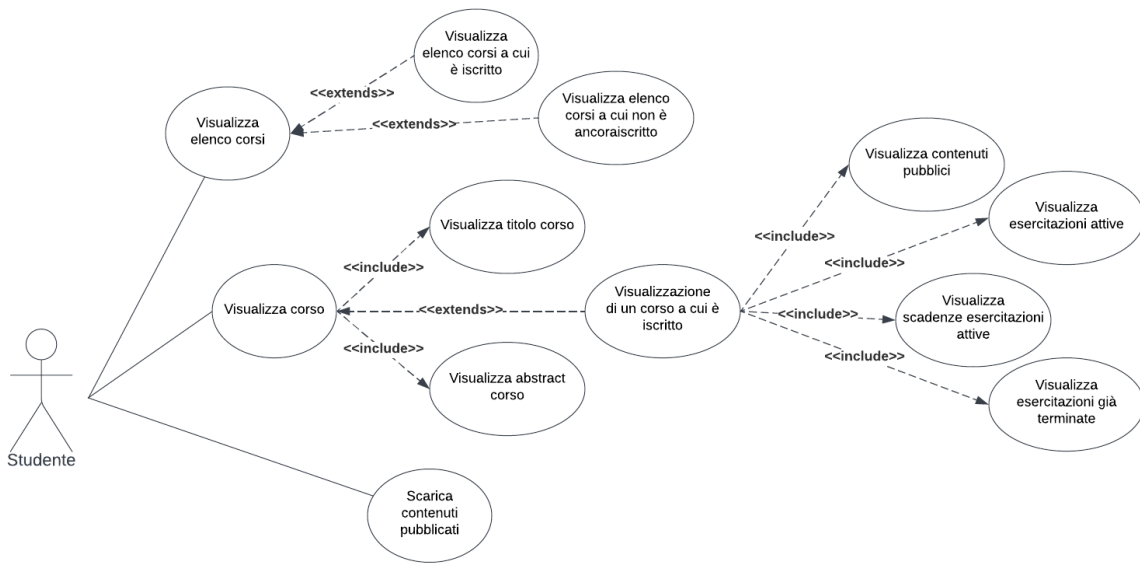 Visualizza
elenco corsi a cui
è iscritto
<<extends>>
Visualizza
elenco corsi
<<extends>>
Visualizza elenco
corsi a cui non è
ancoraiscritto
Visualizza contenuti
pubblici
Visualizza
esercitazioni attive
Visualizza titolo corso
<<include>>
<<include>>
<<include>>
Visualizza corso
<<extends>>
Visualizzazione
di un corso a cui è
iscritto
<<include>>
Visualizza
scadenze esercitazioni
attive
<<include>>
<<include>>
Visualizza abstract
corso
Visualizza
esercitazioni già
terminate
Studente
Scarica
contenuti
pubblicati